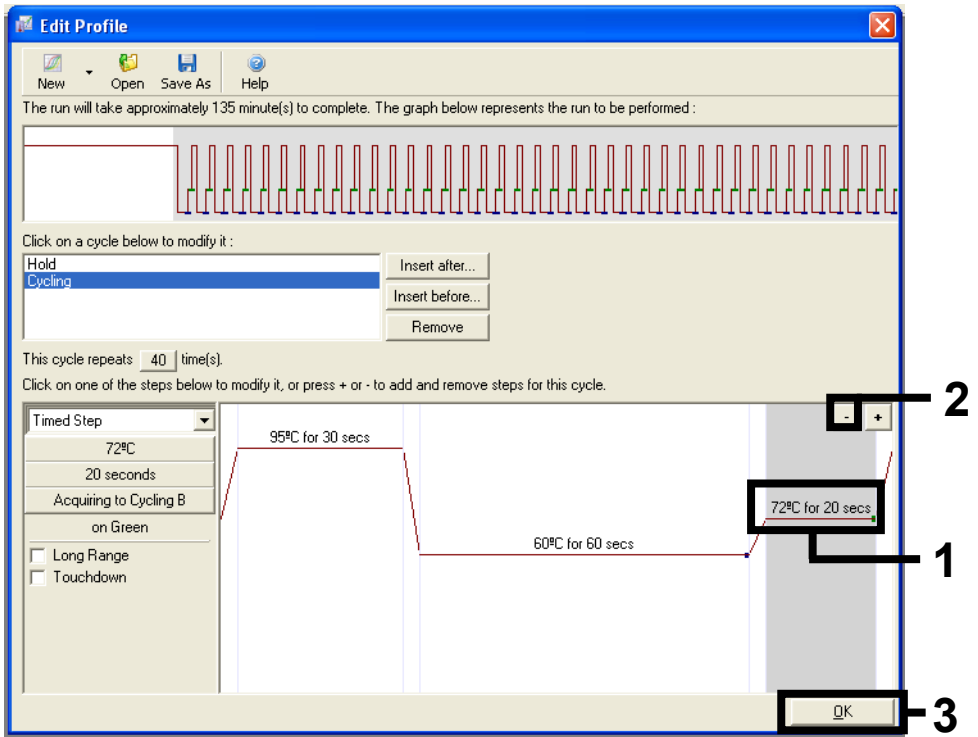 Edit Profile
New Open Save As Help
The run will take approximately 135 minute(s) to complete. The graph below represents the run to be performed :
Click on a cycle below to modify it :
Hold
Cycling
Insert after...
Insert before...
Remove
This cycle repeats 40 time(s).
Click on one of the steps below to modify it, or press + or - to add and remove steps for this cycle.
2
- +
Timed Step
72ºC
20 seconds
Acquiring to Cycling B
on Green
Long Range
Touchdown
95ºC for 30 secs
60ºC for 60 secs
72ºC for 20 secs
1
OK
3